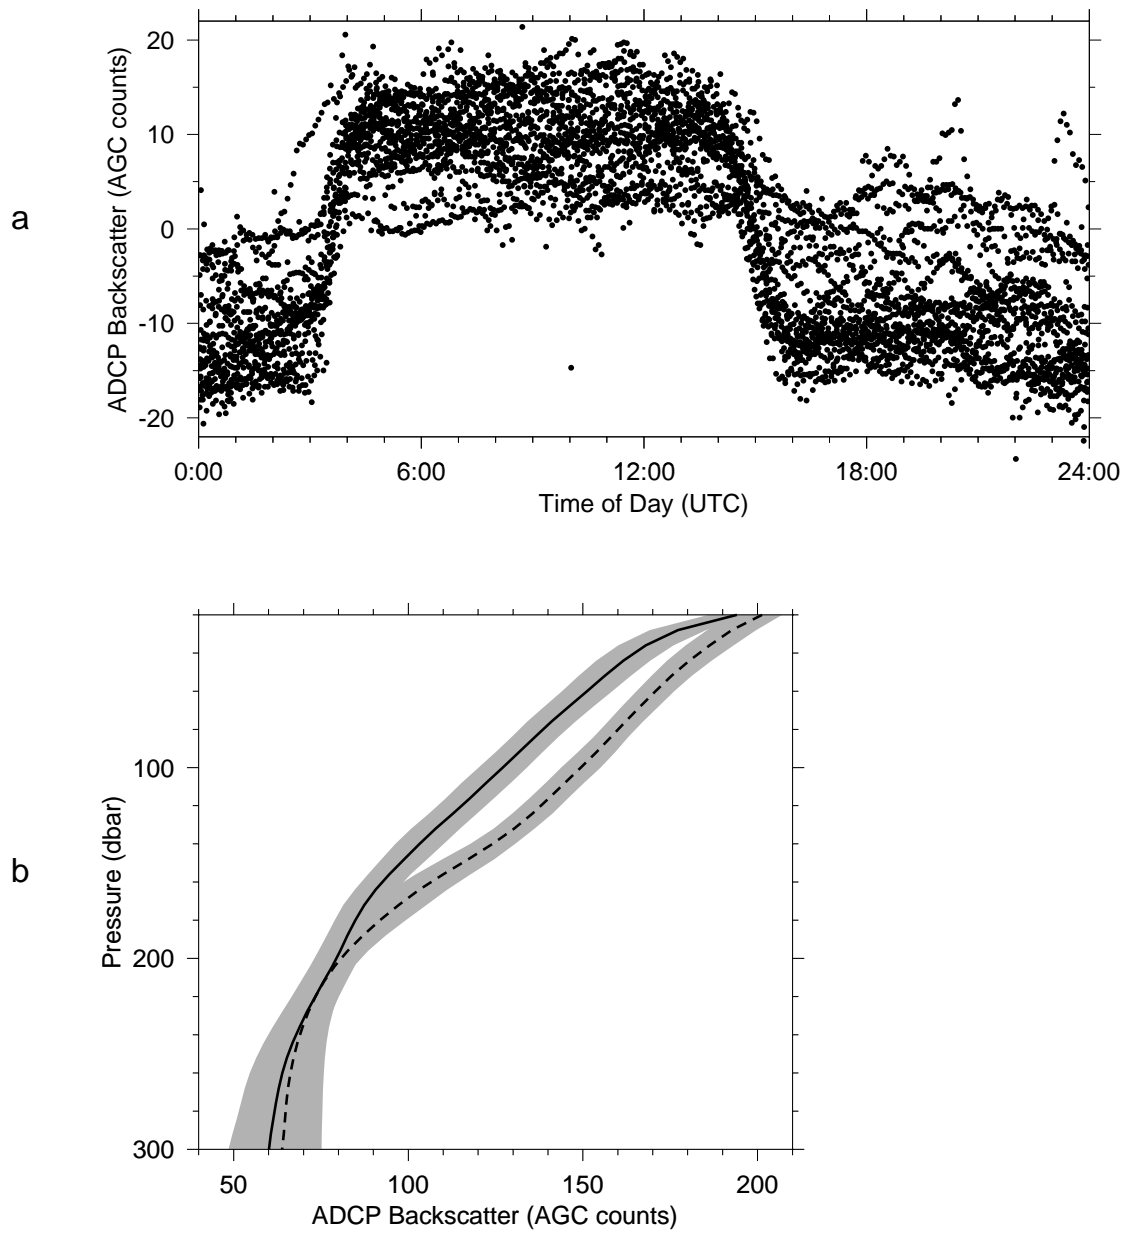 a
ADCP Backscatter (AGC counts)
20
10
0
-10
-20
0:00 6:00 12:00 18:00 24:00
Time of Day (UTC)
b
Pressure (dbar)
100
200
300
50 100 150 200
ADCP Backscatter (AGC counts)